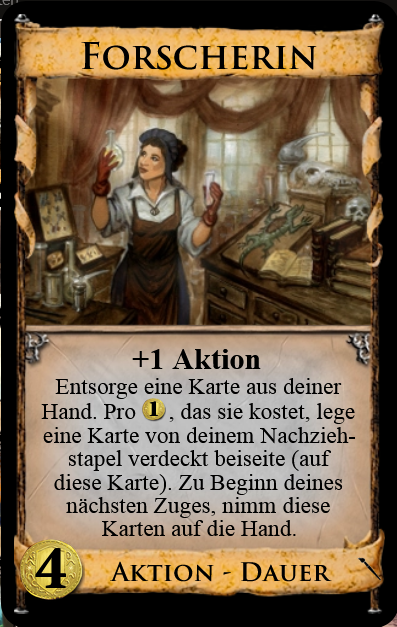 FORSCHERIN
+1 Aktion
Entsorge eine Karte aus deiner
Hand. Pro 1, das sie kostet, lege
eine Karte von deinem Nachzieh-
stapel verdeckt beiseite (auf
diese Karte). Zu Beginn deines
nächsten Zuges, nimm diese
Karten auf die Hand.
4 AKTION - DAUER